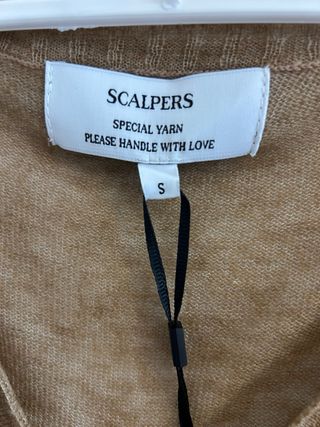 SCALPERS
SPECIAL YARN
PLEASE HANDLE WITH LOVE
S